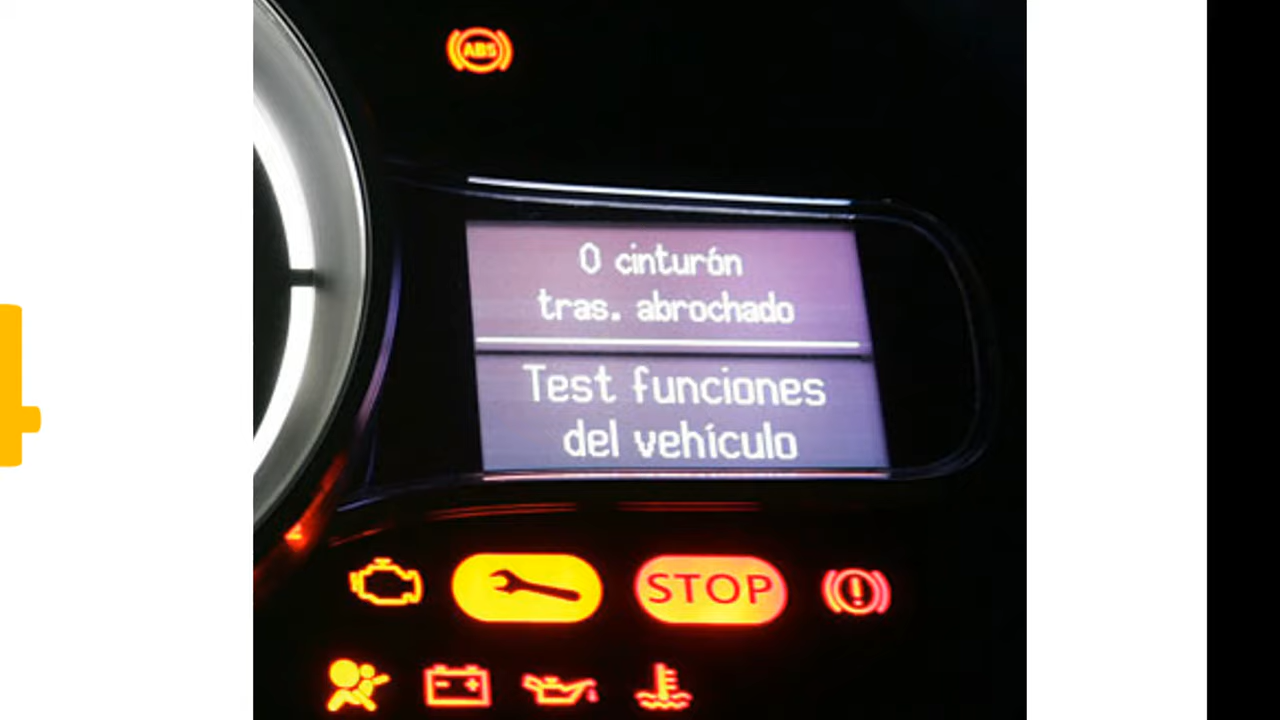 ABS
0 cinturón
tras. abrochado
Test funciones
del vehículo
STOP